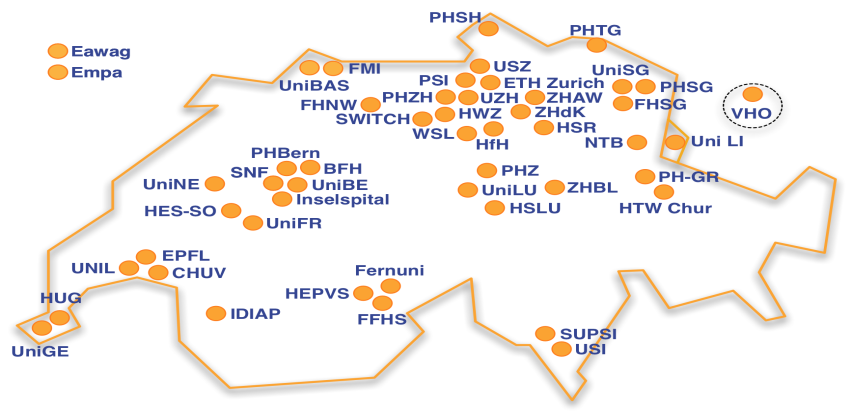 PHSH
PHTG
Eawag
Empa
USZ
FMI
UniBAS
PSI
ETH Zurich
UniSG
PHSG
PHZH
UZH
ZHAW
FHNW
FHSG
VHO
SWITCH
HWZ
ZHdK
WSL
HfH
HSR
NTB
Uni LI
PHBern
SNF
BFH
PHZ
UniNE
UniBE
UniLU
ZHBL
PH-GR
Inselspital
HES-SO
HSLU
HTW Chur
UniFR
EPFL
UNIL
CHUV
Fernuni
HUG
HEPVS
IDIAP
FFHS
UniGE
SUPSI
USI